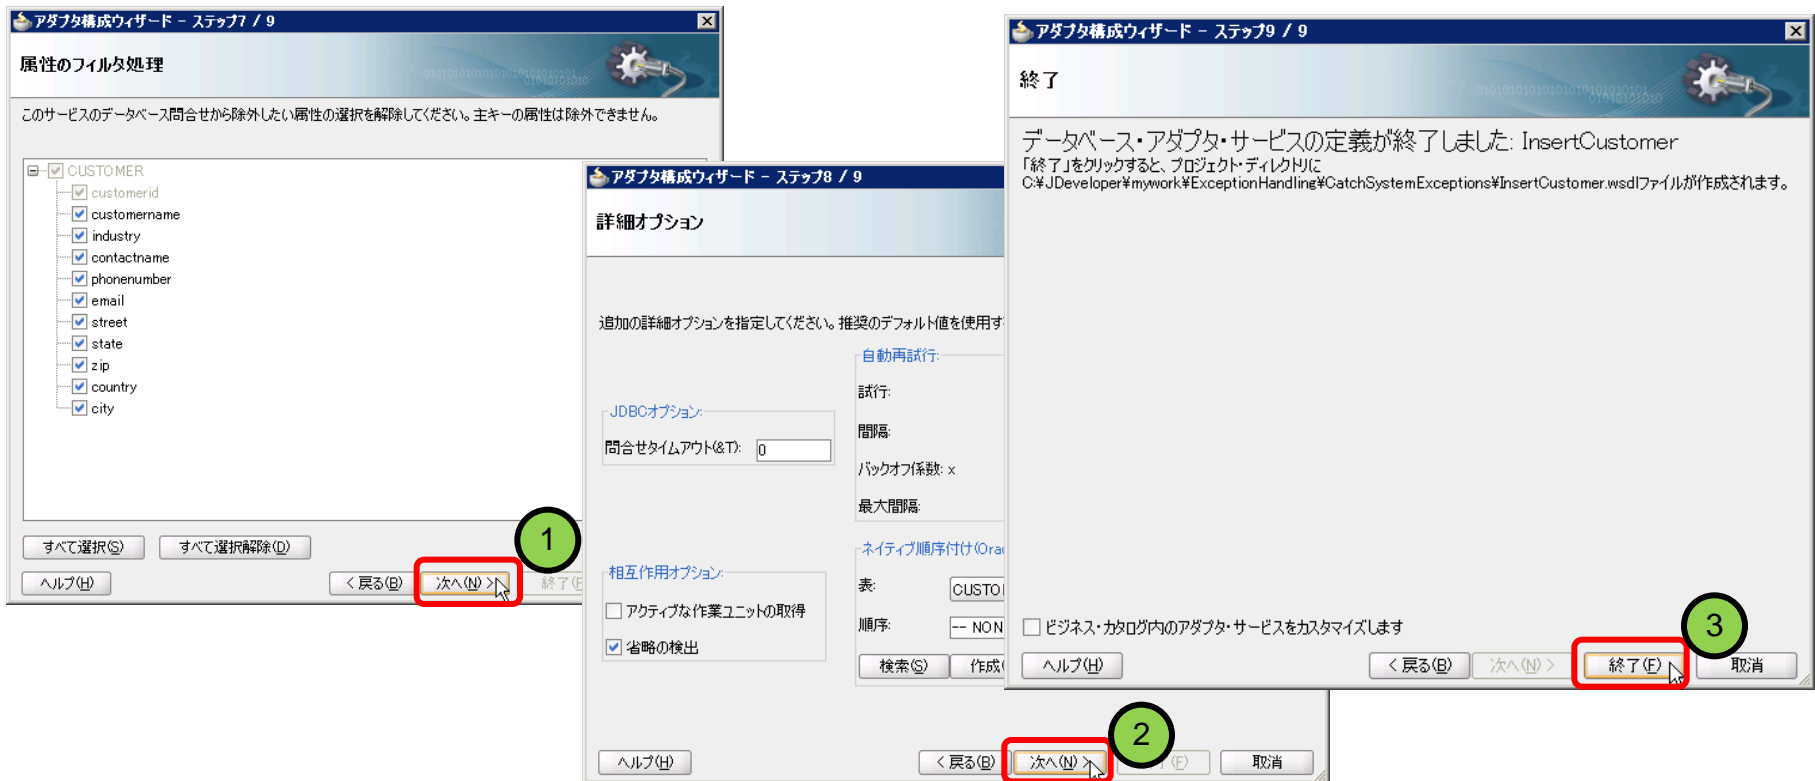 アダプタ構成ウィザード - ステップ7 / 9
属性のフィルタ処理
このサービスのデータベース問合せから除外したい属性の選択を解除してください。主キーの属性は除外できません。
CUSTOMER
customerid
customername
industry
contactname
phonenumber
email
street
state
zip
country
city
すべて選択(S)
すべて選択解除(D)
ヘルプ(H)
< 戻る(B)
次へ(N) >
終了(F
1
アダプタ構成ウィザード - ステップ8 / 9
詳細オプション
追加の詳細オプションを指定してください。推奨のデフォルト値を使用す
JDBCオプション:
問合せタイムアウト(&T):
0
自動再試行:
試行:
間隔:
バックオフ係数: x
最大間隔:
相互作用オプション:
アクティブな作業ユニットの取得
省略の検出
ネイティブ順序付け(Ora
表:
CUSTO
順序:
-- NON
検索(S)
作成
ヘルプ(H)
< 戻る(B)
次へ(N) >
(F)
取消
2
アダプタ構成ウィザード - ステップ9 / 9
終了
データベース・アダプタ・サービスの定義が終了しました: InsertCustomer
「終了」をクリックすると、プロジェクト・ディレクトリに
C:¥JDeveloper¥mywork¥ExceptionHandling¥CatchSystemExceptions¥InsertCustomer.wsdlファイルが作成されます。
ビジネス・カタログ内のアダプタ・サービスをカスタマイズします
ヘルプ(H)
< 戻る(B)
次へ(N) >
終了(F)
取消
3